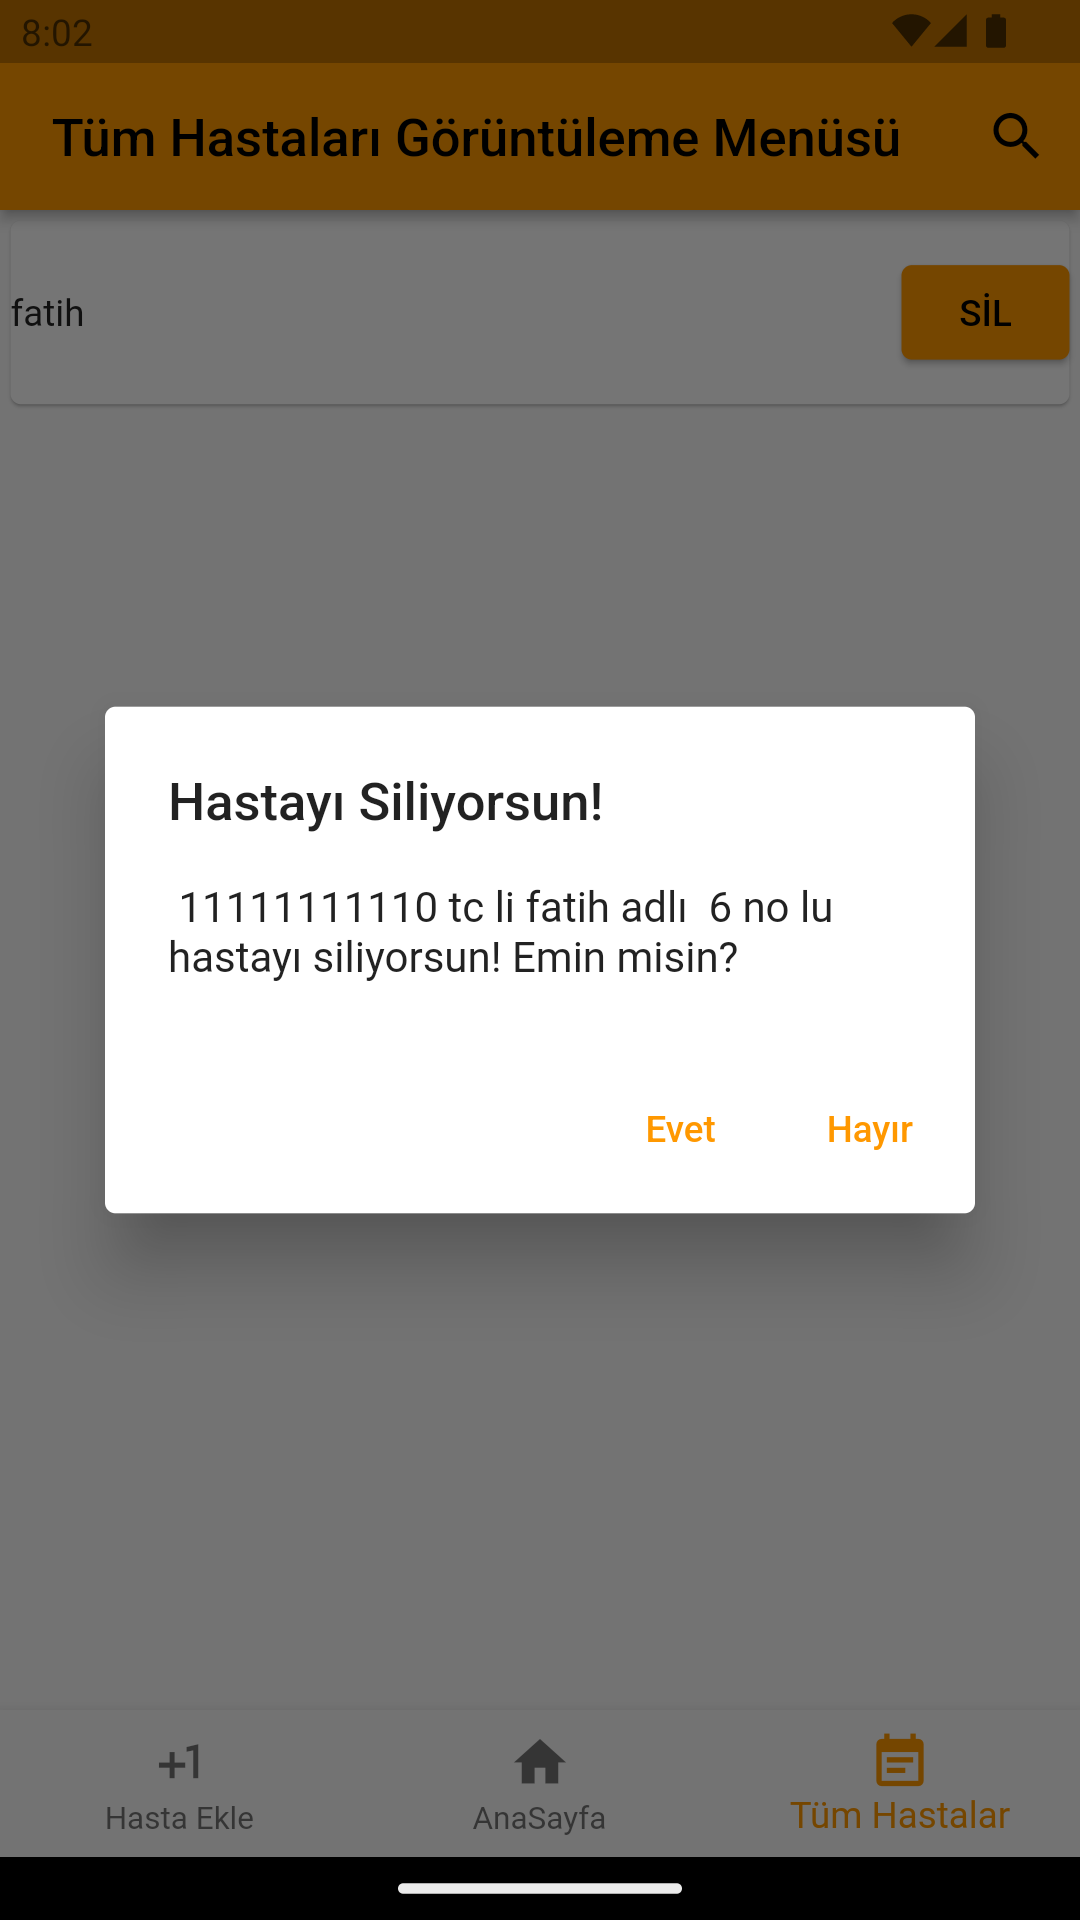 8:02
Tüm Hastaları Görüntüleme Menüsü
fatih
SİL
Hastayı Siliyorsun!
11111111110 tc li fatih adlı  6 no lu
hastayı siliyorsun! Emin misin?
Evet
Hayır
+1
Hasta Ekle
AnaSayfa
Tüm Hastalar